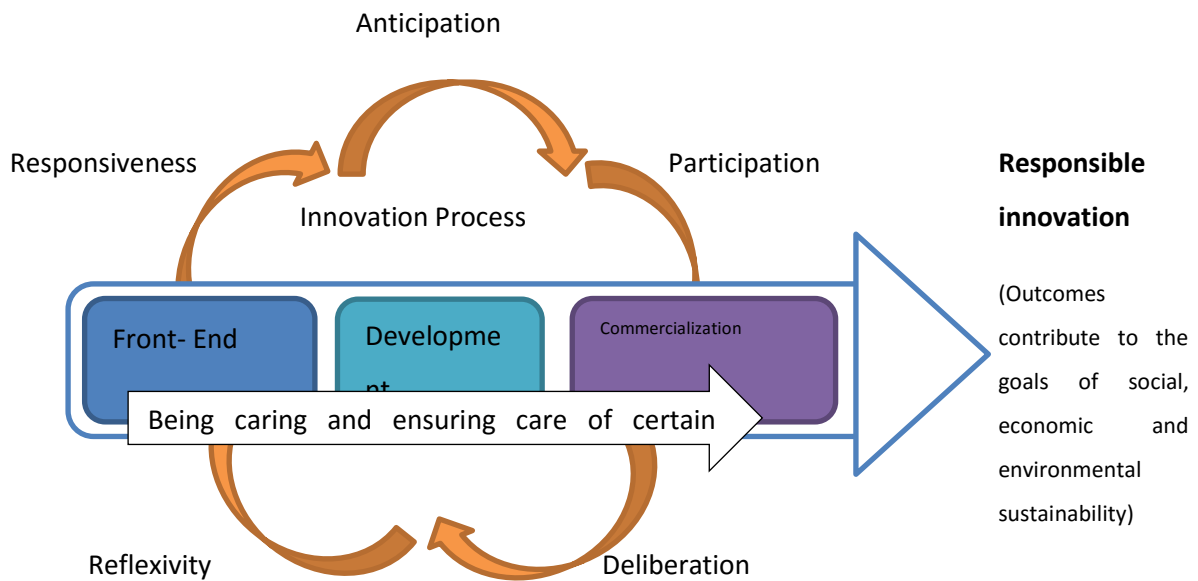 Anticipation
Responsiveness
Participation
Innovation Process
Responsible
innovation
(Outcomes
contribute to the
goals of social,
economic and
environmental
sustainability)
Front- End
Developme
nt
Commercialization
Being caring and ensuring care of certain
Reflexivity
Deliberation